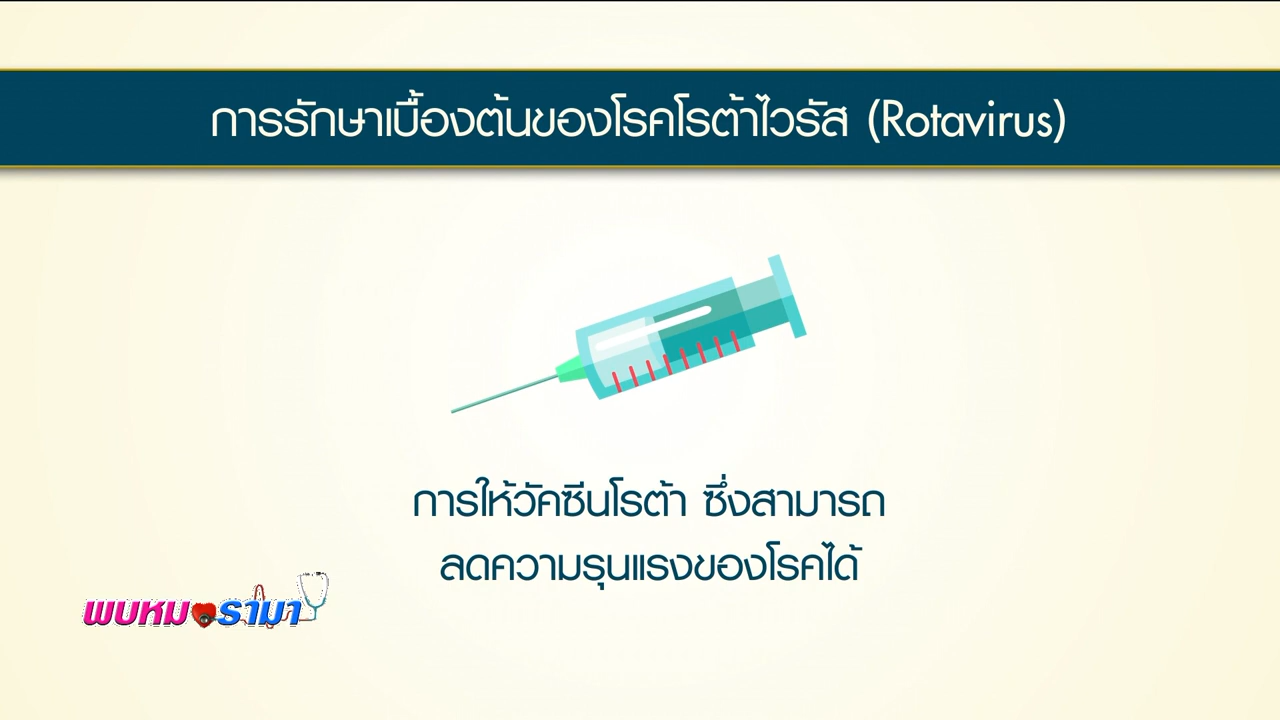 การรักษาเบื้องต้นของโรคโรต้าไวรัส (Rotavirus)
การให้วัคซีนโรต้า ซึ่งสามารถ
ลดความรุนแรงของโรคได้
พบหมอรามา